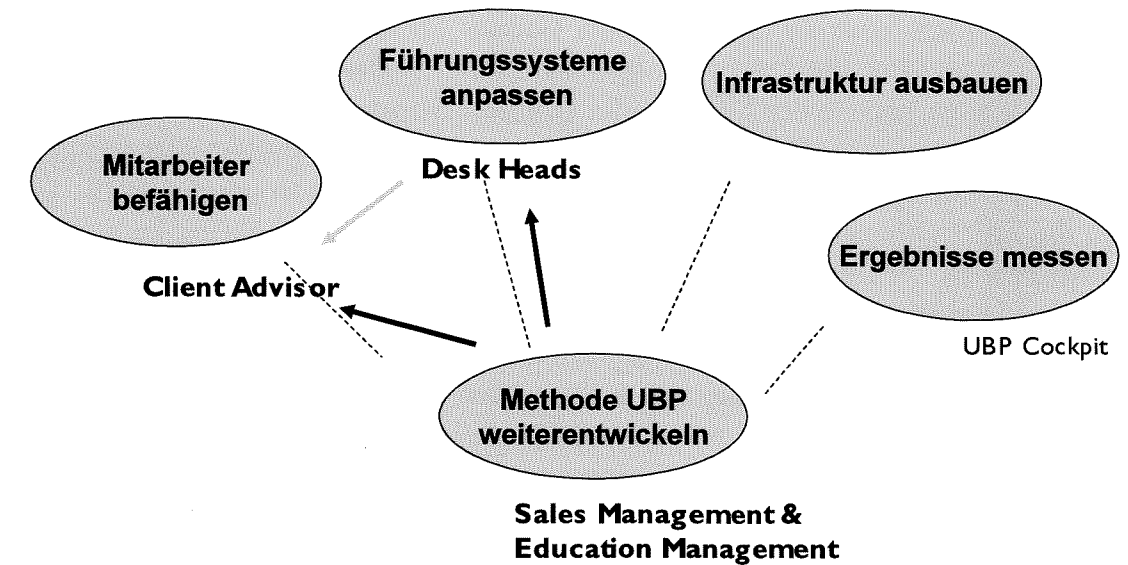 Führungssysteme
anpassen
Infrastruktur ausbauen
Mitarbeiter
befähigen
Desk Heads
Ergebnisse messen
Client Advisor
UBP Cockpit
Methode UBP
weiterentwickeln
Sales Management &
Education Management